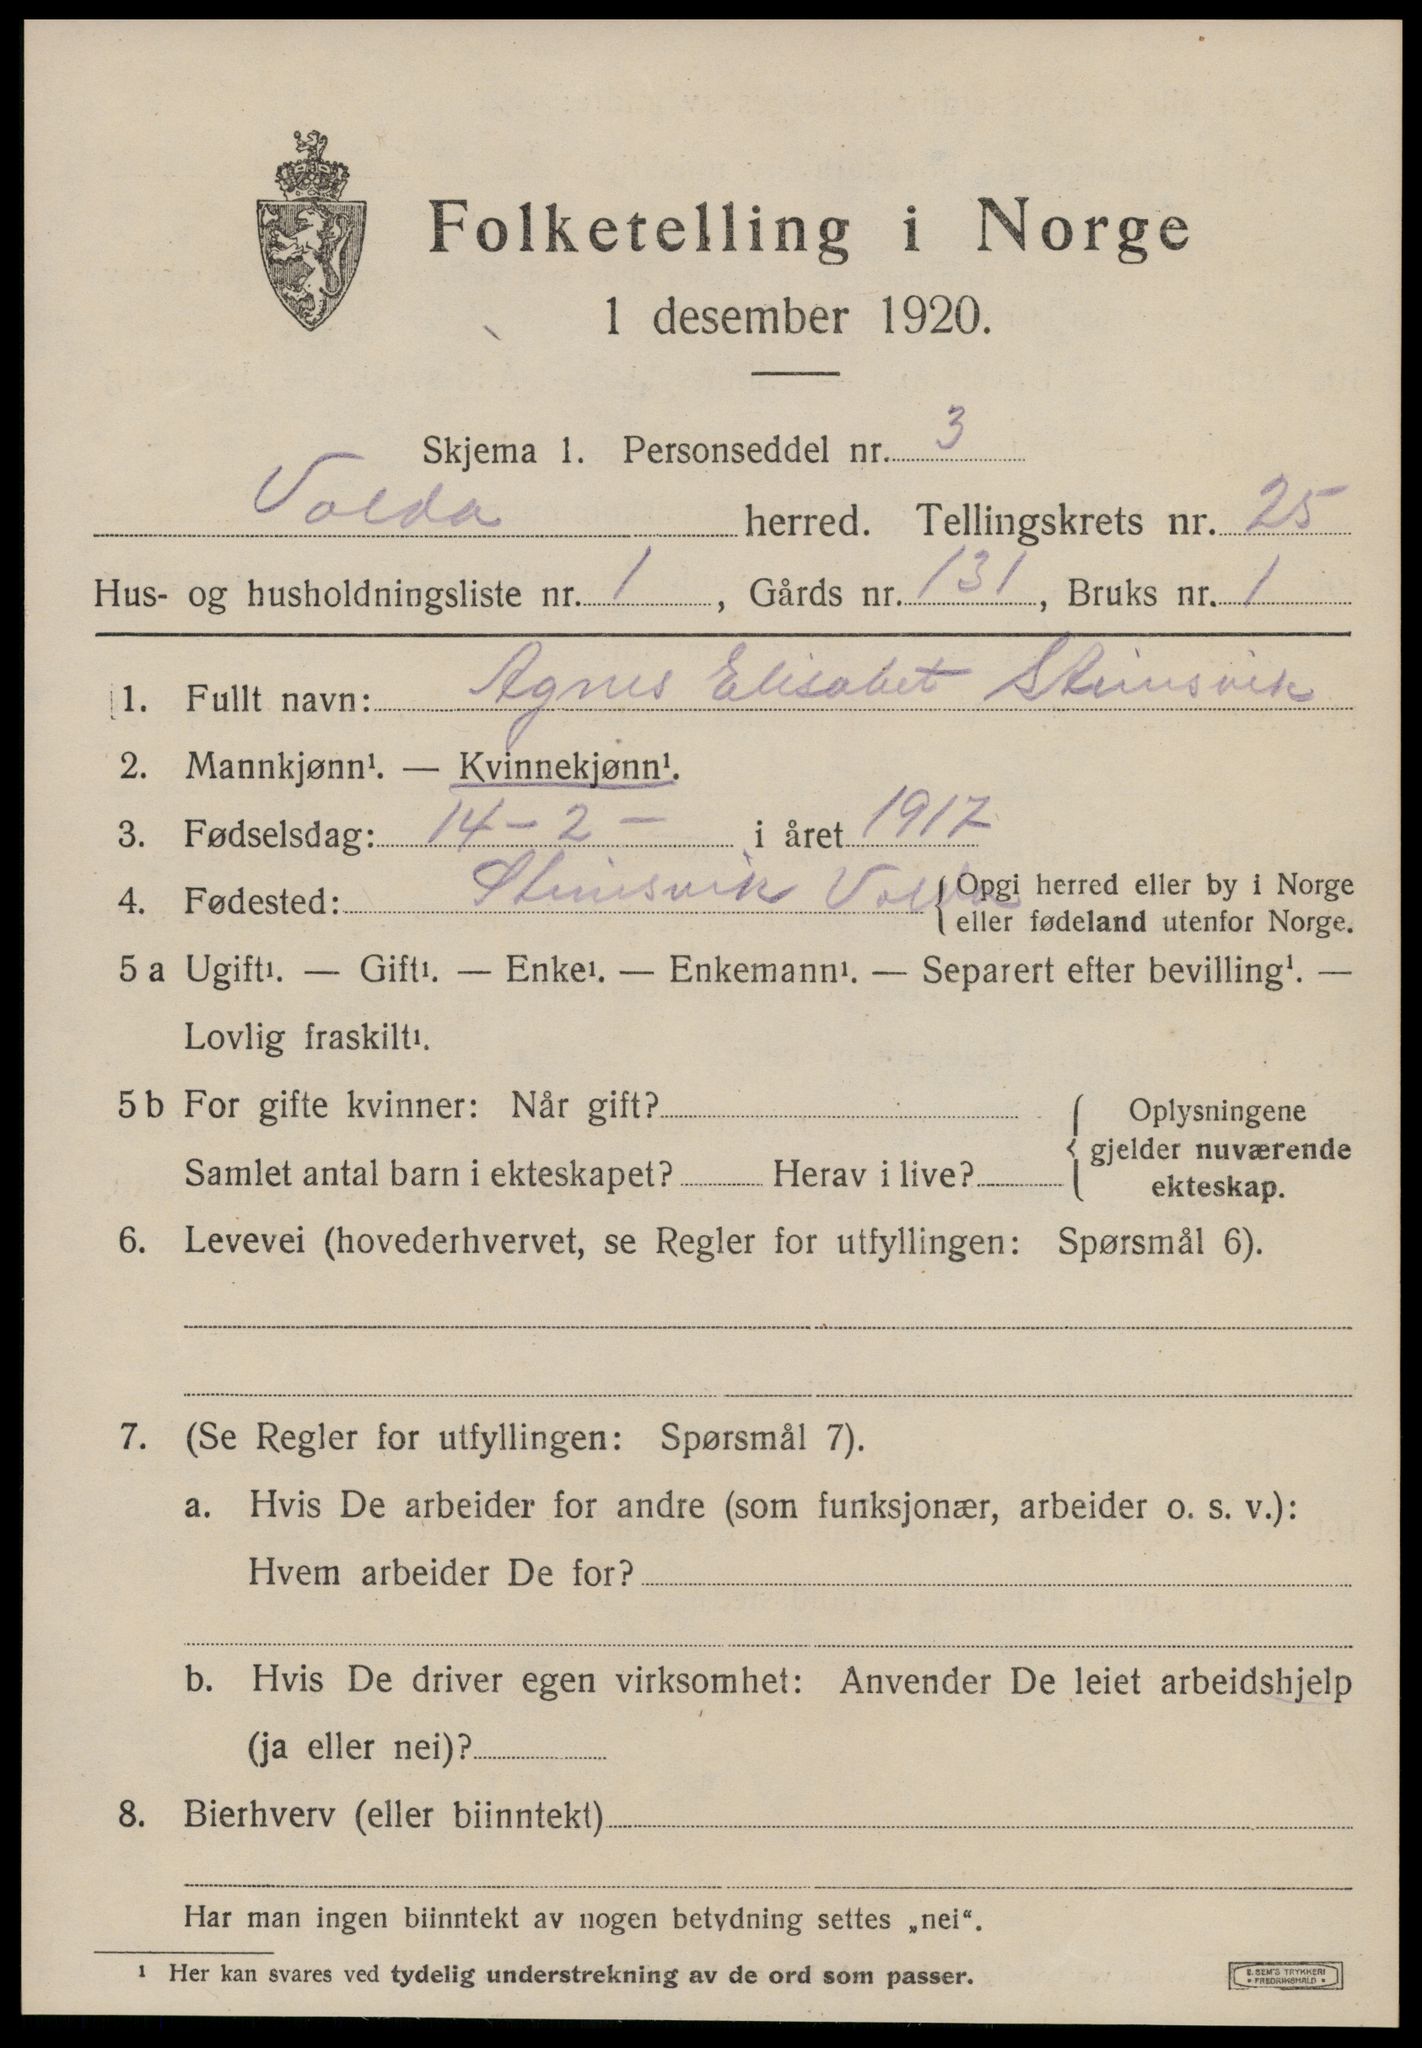 Folketelling i Norge
1 desember 1920.
Skjema 1. Personseddel nr. 3
Volda herred. Tellingskrets nr. 25
Hus- og husholdningsliste nr. 1, Gårds nr. 131, Bruks nr. 1
1. Fullt navn: Agnes Elisabet Steinsvik
2. Mannkjønn¹. — Kvinnekjønn¹.
3. Fødselsdag: 14 - 2 - i året 1917
4. Fødested: Steinsvik Volda { Opgi herred eller by i Norge
eller fødeland utenfor Norge.
5 a Ugift¹. — Gift¹. — Enke¹. — Enkemann¹. — Separert efter bevilling¹. —
Lovlig fraskilt¹.
5 b For gifte kvinner: Når gift?
Samlet antal barn i ekteskapet? Herav i live?
{ Oplysningene
gjelder nuværende
ekteskap.
6. Levevei (hovederhvervet, se Regler for utfyllingen: Spørsmål 6).
7. (Se Regler for utfyllingen: Spørsmål 7).
a. Hvis De arbeider for andre (som funksjonær, arbeider o. s. v.):
Hvem arbeider De for?
b. Hvis De driver egen virksomhet: Anvender De leiet arbeidshjelp
(ja eller nei)?
8. Bierhverv (eller biinntekt)
Har man ingen biinntekt av nogen betydning settes „nei“.
¹ Her kan svares ved tydelig understrekning av de ord som passer.
E. SEM'S TRYKKERI
• FREDRIKSHALD •